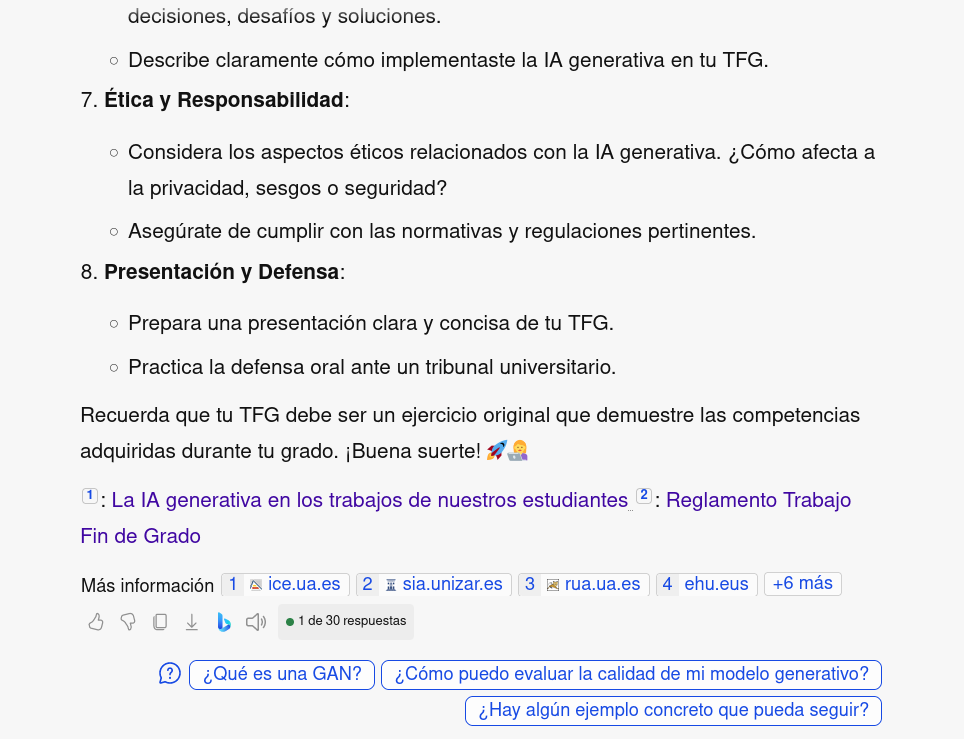 decisiones, desafíos y soluciones.
○ Describe claramente cómo implementaste la IA generativa en tu TFG.
7. Ética y Responsabilidad:
○ Considera los aspectos éticos relacionados con la IA generativa. ¿Cómo afecta a
la privacidad, sesgos o seguridad?
○ Asegúrate de cumplir con las normativas y regulaciones pertinentes.
8. Presentación y Defensa:
○ Prepara una presentación clara y concisa de tu TFG.
○ Practica la defensa oral ante un tribunal universitario.
Recuerda que tu TFG debe ser un ejercicio original que demuestre las competencias
adquiridas durante tu grado. ¡Buena suerte! 🚀👩‍💻
1 : La IA generativa en los trabajos de nuestros estudiantes 2 : Reglamento Trabajo
Fin de Grado
Más información 1 ice.ua.es 2 sia.unizar.es 3 rua.ua.es 4 ehu.eus +6 más
1 de 30 respuestas
¿Qué es una GAN? ¿Cómo puedo evaluar la calidad de mi modelo generativo?
¿Hay algún ejemplo concreto que pueda seguir?